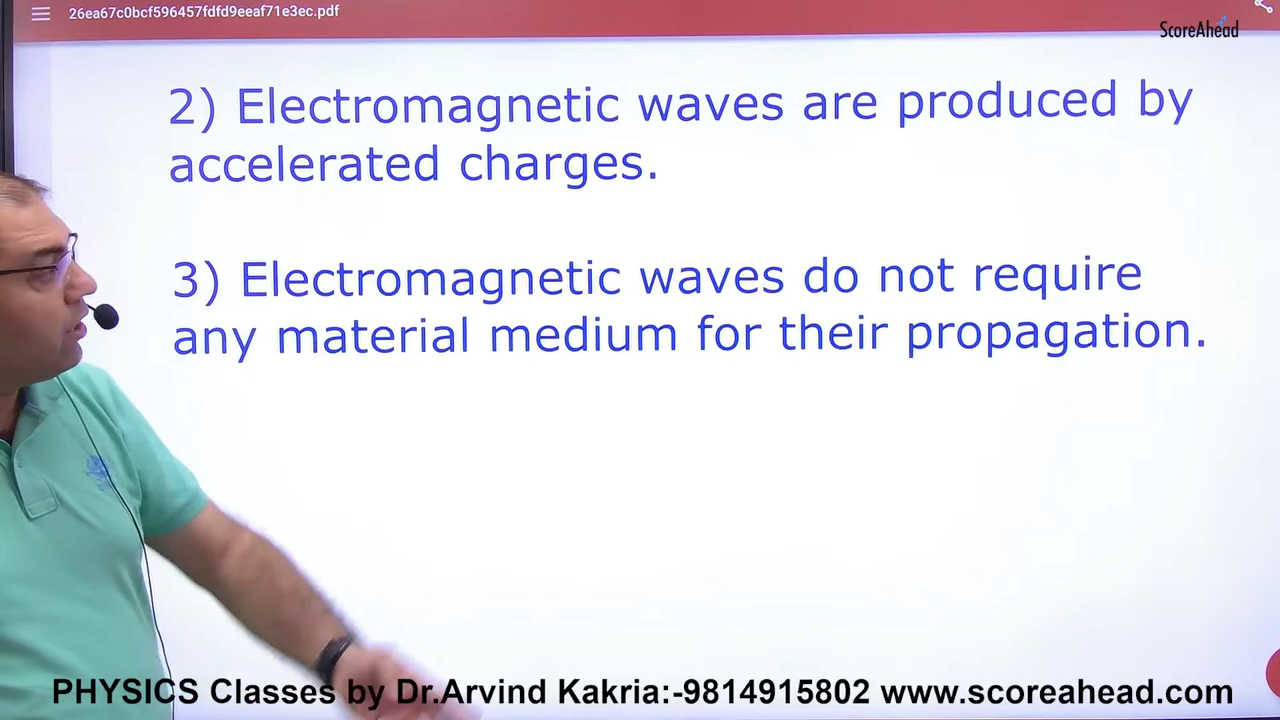 26ea67c0bcf596457fdfd9eeaf71e3ec.pdf
ScoreAhead
2) Electromagnetic waves are produced by
accelerated charges.
3) Electromagnetic waves do not require
any material medium for their propagation.
PHYSICS Classes by Dr.Arvind Kakria:-9814915802 www.scoreahead.com